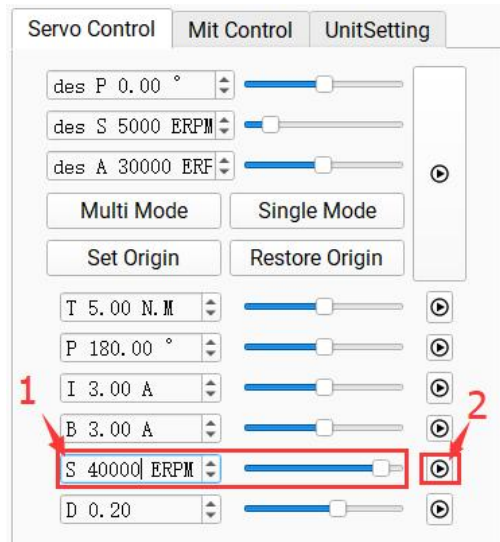 Servo Control Mit Control UnitSetting
des P 0.00 °
des S 5000 ERPM
des A 30000 ERF
Multi Mode Single Mode
Set Origin Restore Origin
T 5.00 N.M
P 180.00 °
1 I 3.00 A 2
B 3.00 A
S 40000 ERPM
D 0.20